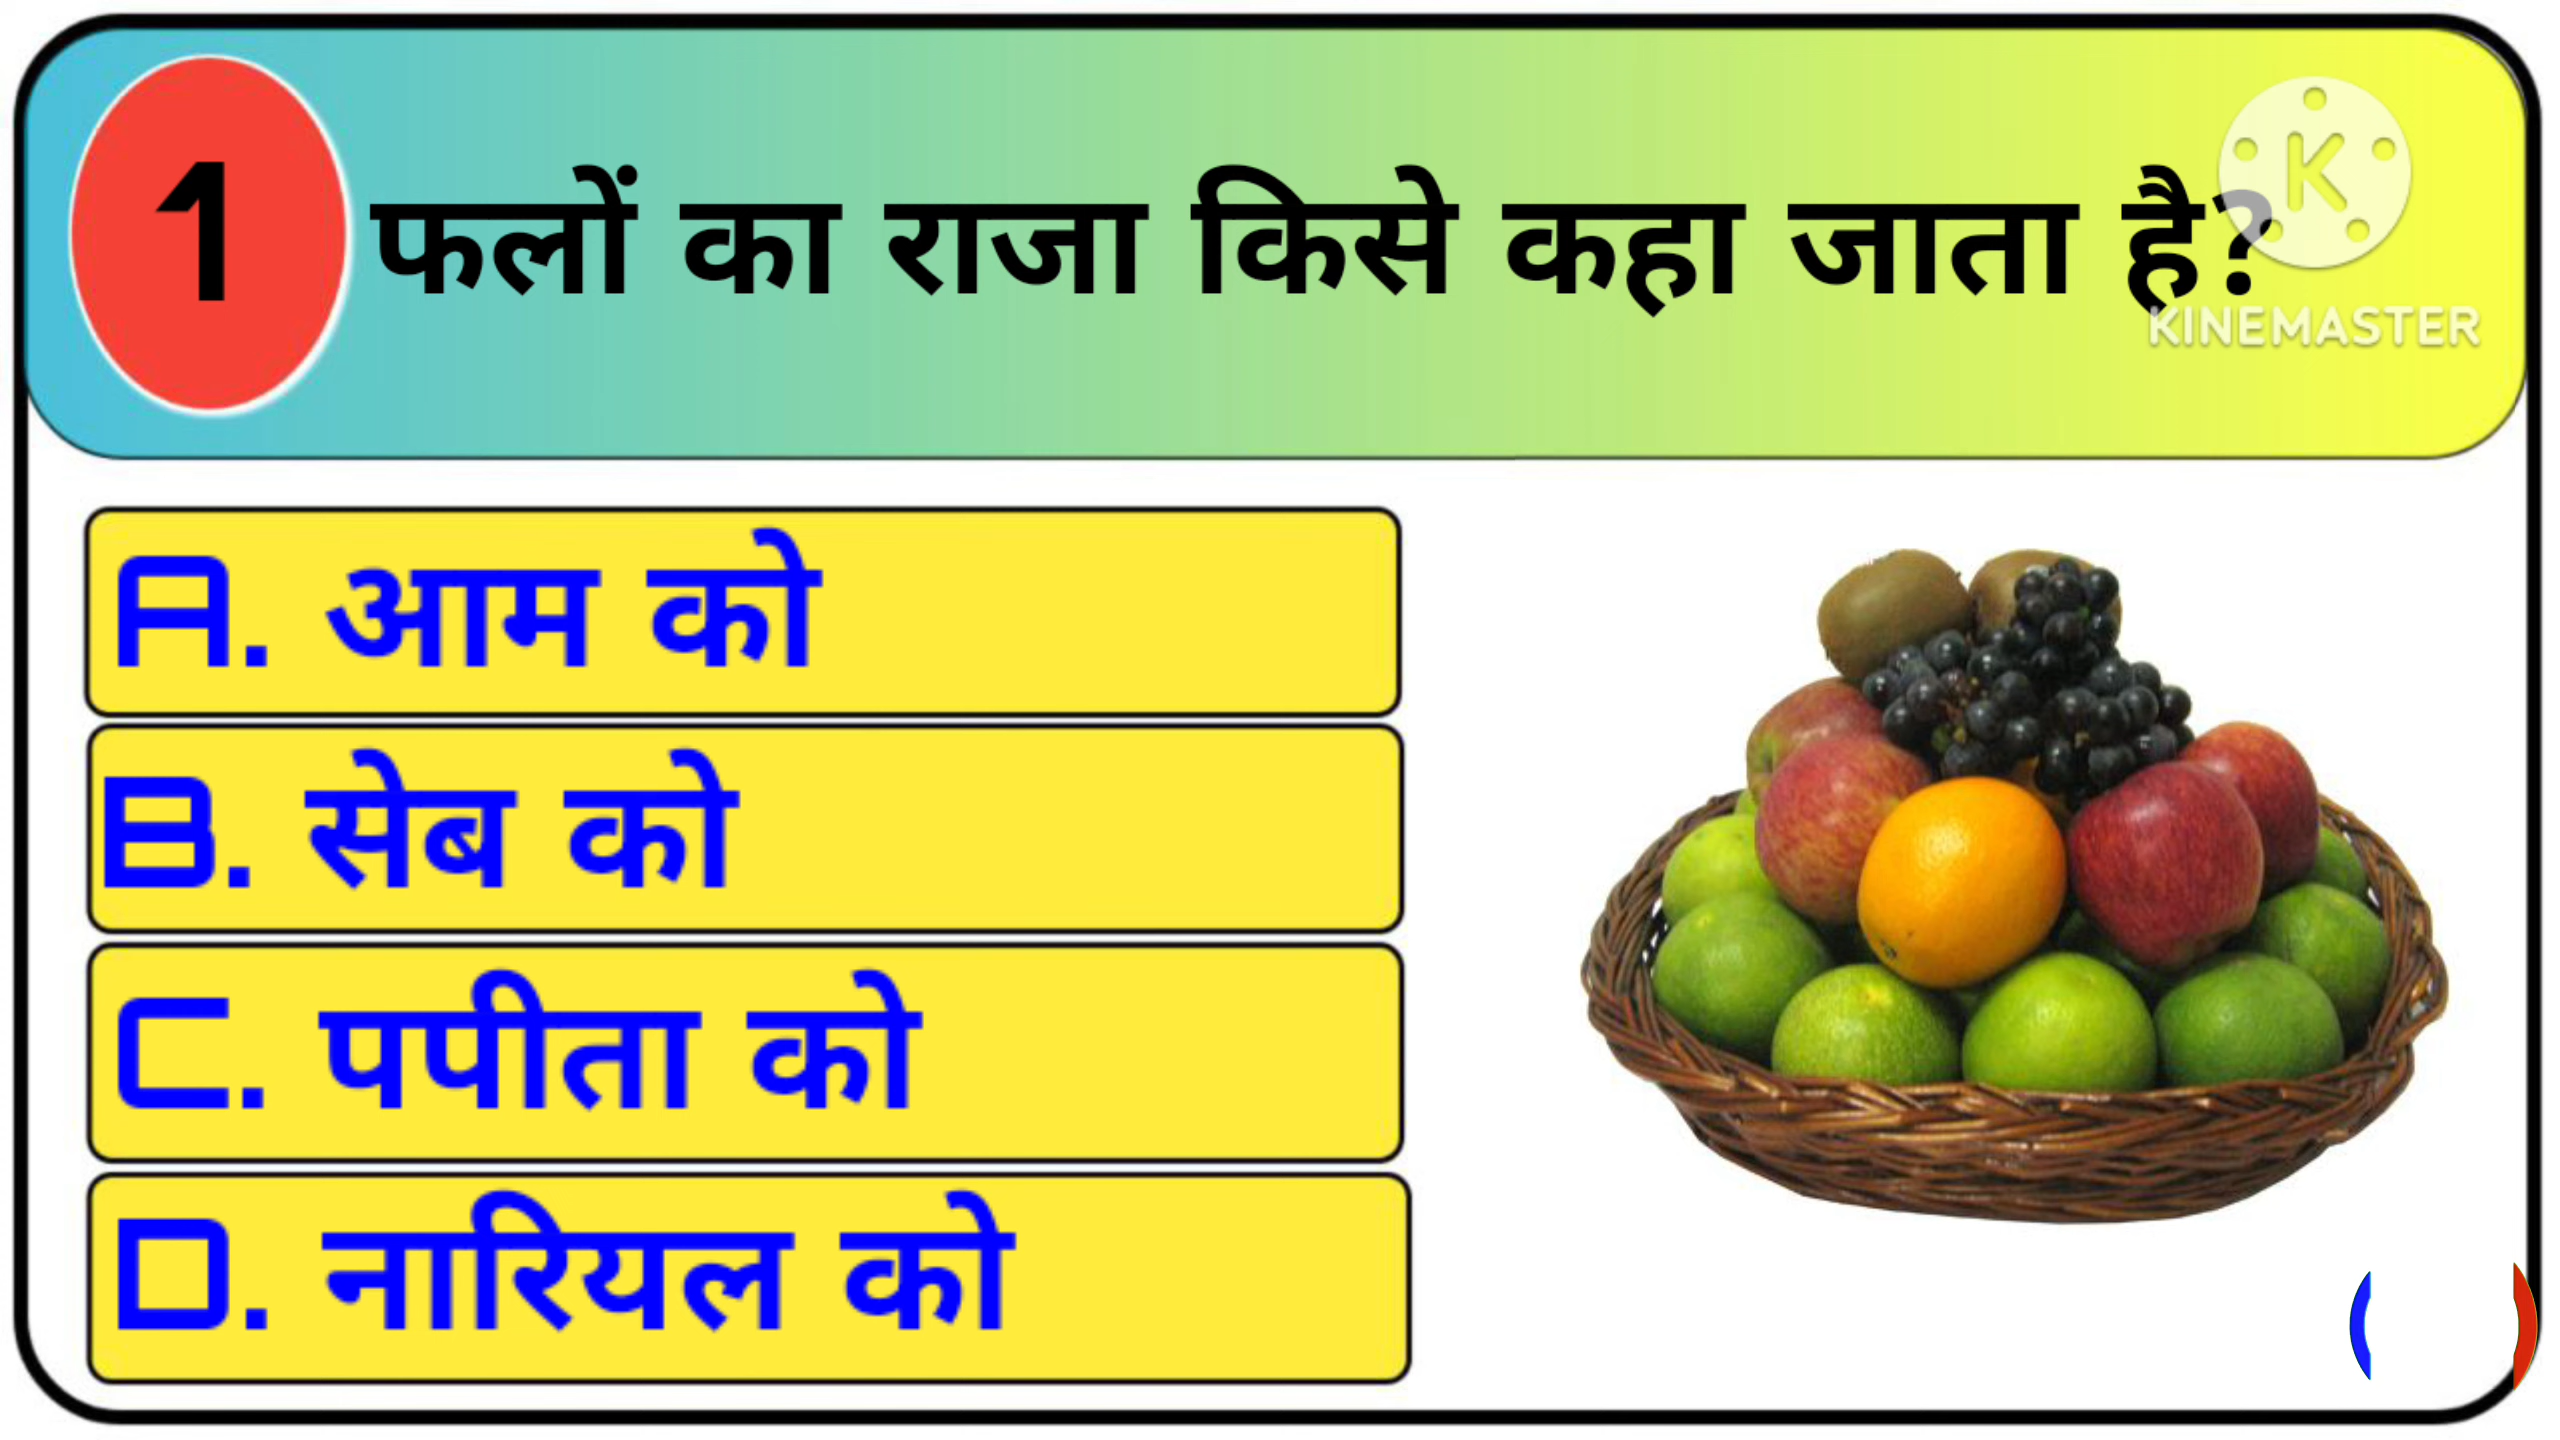 1
फलों का राजा किसे कहा जाता है?
KINEMASTER
A. आम को
B. सेब को
C. पपीता को
D. नारियल को